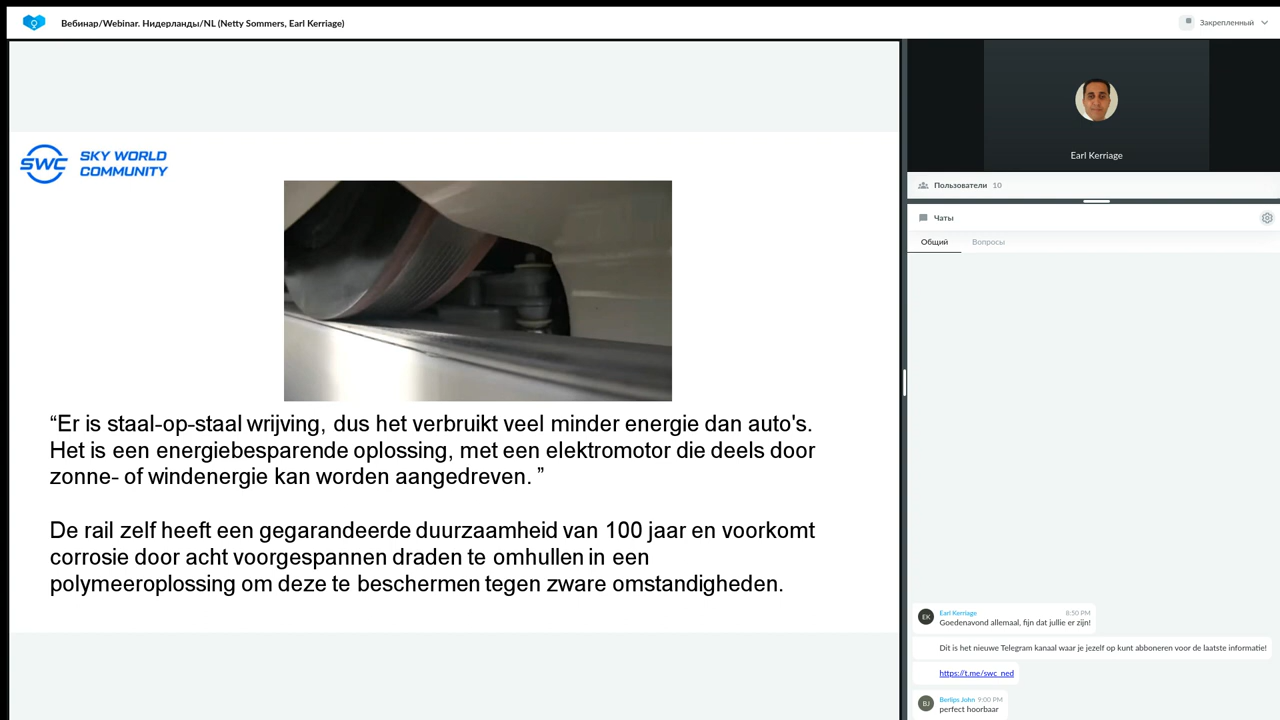 Вебинар/Webinar. Нидерланды/NL (Netty Sommers, Earl Kerriage)
Закрепленный
SWC SKY WORLD
COMMUNITY
“Er is staal-op-staal wrijving, dus het verbruikt veel minder energie dan auto's.
Het is een energiebesparende oplossing, met een elektromotor die deels door
zonne- of windenergie kan worden aangedreven. ”
De rail zelf heeft een gegarandeerde duurzaamheid van 100 jaar en voorkomt
corrosie door acht voorgespannen draden te omhullen in een
polymeeroplossing om deze te beschermen tegen zware omstandigheden.
Earl Kerriage
Пользователи 10
Чаты
Общий Вопросы
EK Earl Kerriage 8:50 PM
Goedenavond allemaal, fijn dat jullie er zijn!
Dit is het nieuwe Telegram kanaal waar je jezelf op kunt abboneren voor de laatste informatie!
https://t.me/swc_ned
BJ Berlips John 9:00 PM
perfect hoorbaar